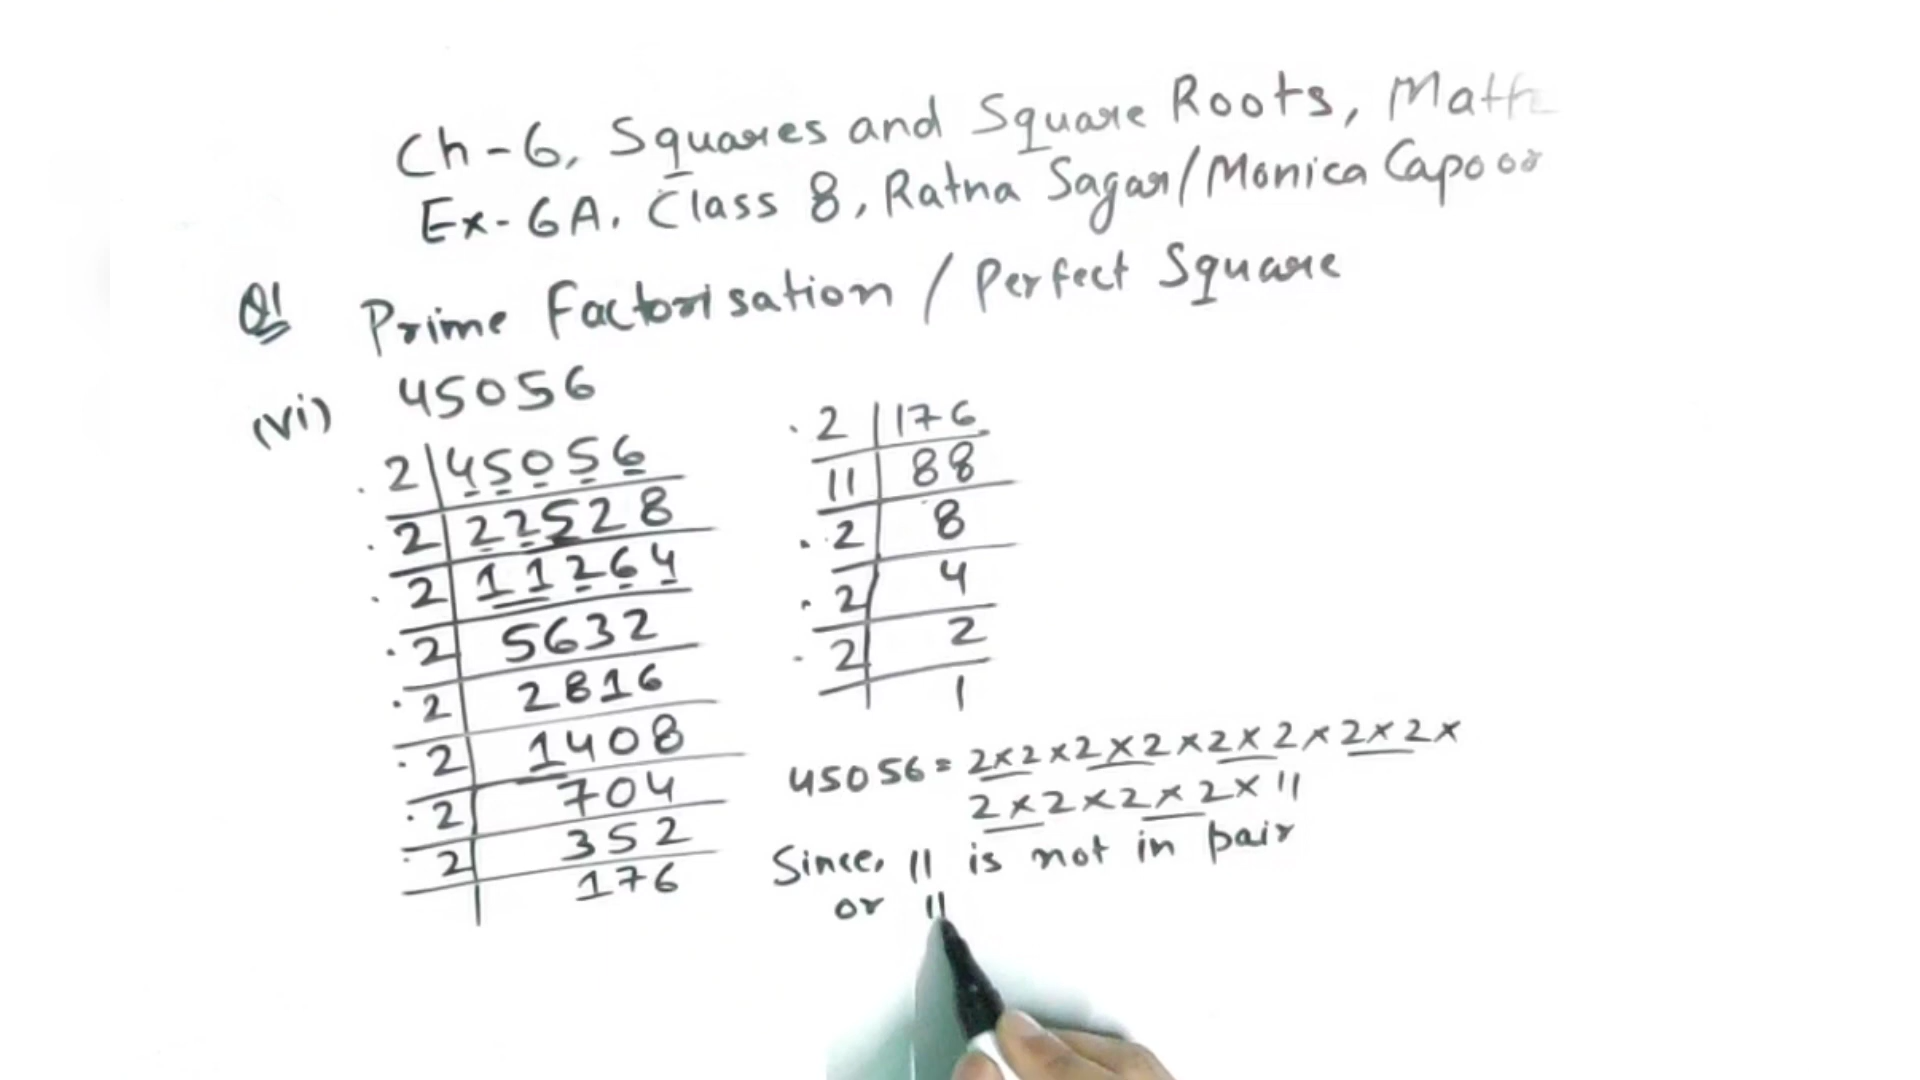 Ch-6, Squares and Square Roots, Math
Ex-6A, Class 8, Ratna Sagar/Monica Capoor
Q1 Prime Factorisation / Perfect Square
(vi) 45056
2 | 45056
2 | 22528
2 | 11264
2 | 5632
2 | 2816
2 | 1408
2 | 704
2 | 352
| 176
2 | 176
11 | 88
2 | 8
2 | 4
2 | 2
| 1
45056 = 2×2×2×2×2×2×2×2×
2×2×2×2×11
Since, 11 is not in pair
or 11